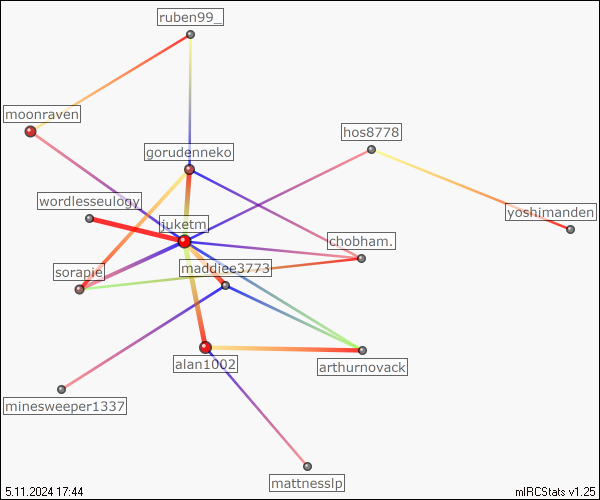 ruben99_
moonraven
hos8778
gorudenneko
wordlesseulogy
yoshimanden
juketm
chobham.
sorapie
maddiee3773
alan1002
arthurnovack
minesweeper1337
mattnesslp
5.11.2024 17:44
mIRCStats v1.25